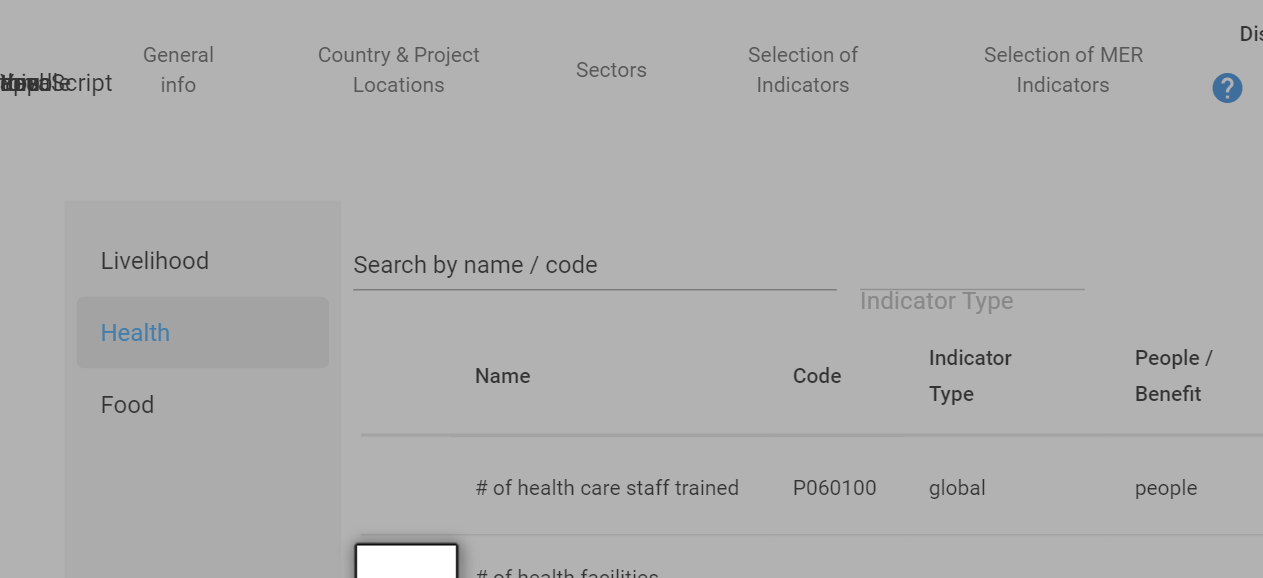 Dis
General
info
Country & Project
Locations
Sectors
Selection of
Indicators
Selection of MER
Indicators
?
Livelihood
Health
Food
Search by name / code
Indicator Type
Name
Code
Indicator
Type
People /
Benefit
# of health care staff trained
P060100
global
people
# of health facilities